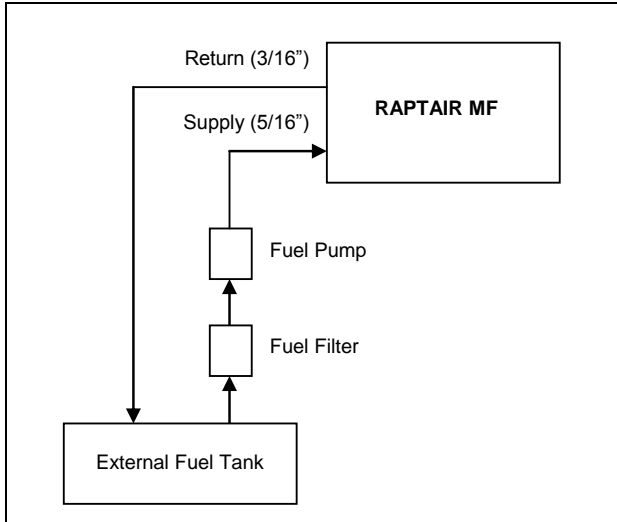 Return (3/16”)
RAPTAIR MF
Supply (5/16”)
Fuel Pump
Fuel Filter
External Fuel Tank